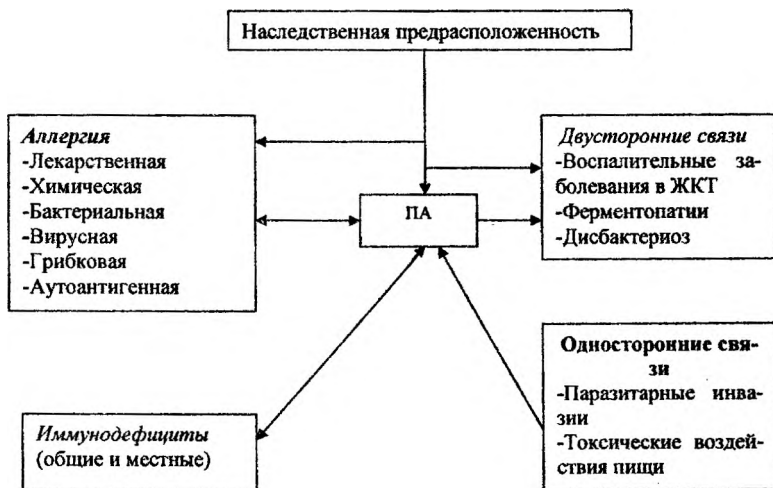 Наследственная предрасположенность
Аллергия
-Лекарственная
-Химическая
-Бактериальная
-Вирусная
-Грибковая
-Аутоантигенная
ПА
Двусторонние связи
-Воспалительные за-
болевания в ЖКТ
-Ферментопатии
-Дисбактериоз
Иммунодефициты
(общие и местные)
Односторонние свя-
зи
-Паразитарные инва-
зии
-Токсические воздей-
ствия пищи